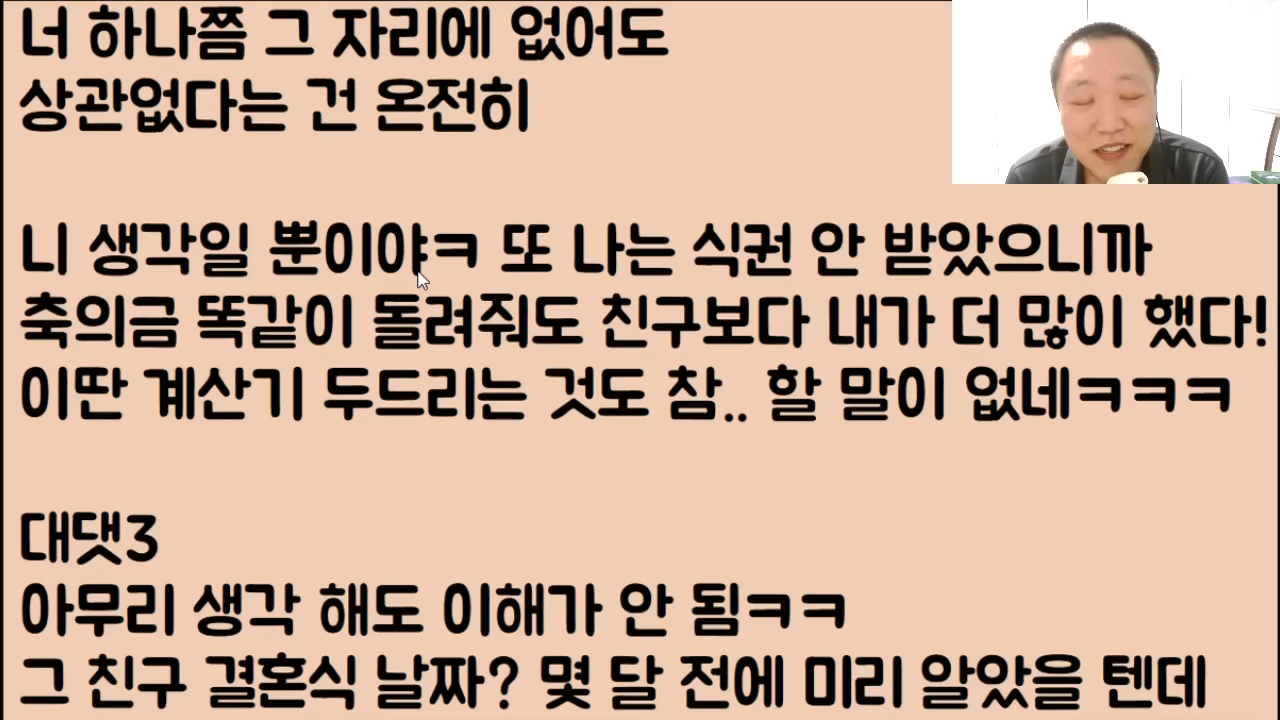 너 하나쯤 그 자리에 없어도
상관없다는 건 온전히
니 생각일 뿐이야ㅋ 또 나는 식권 안 받았으니까
축의금 똑같이 돌려줘도 친구보다 내가 더 많이 했다!
이딴 계산기 두드리는 것도 참.. 할 말이 없네ㅋㅋㅋ
대댓3
아무리 생각 해도 이해가 안 됨ㅋㅋ
그 친구 결혼식 날짜? 몇 달 전에 미리 알았을 텐데